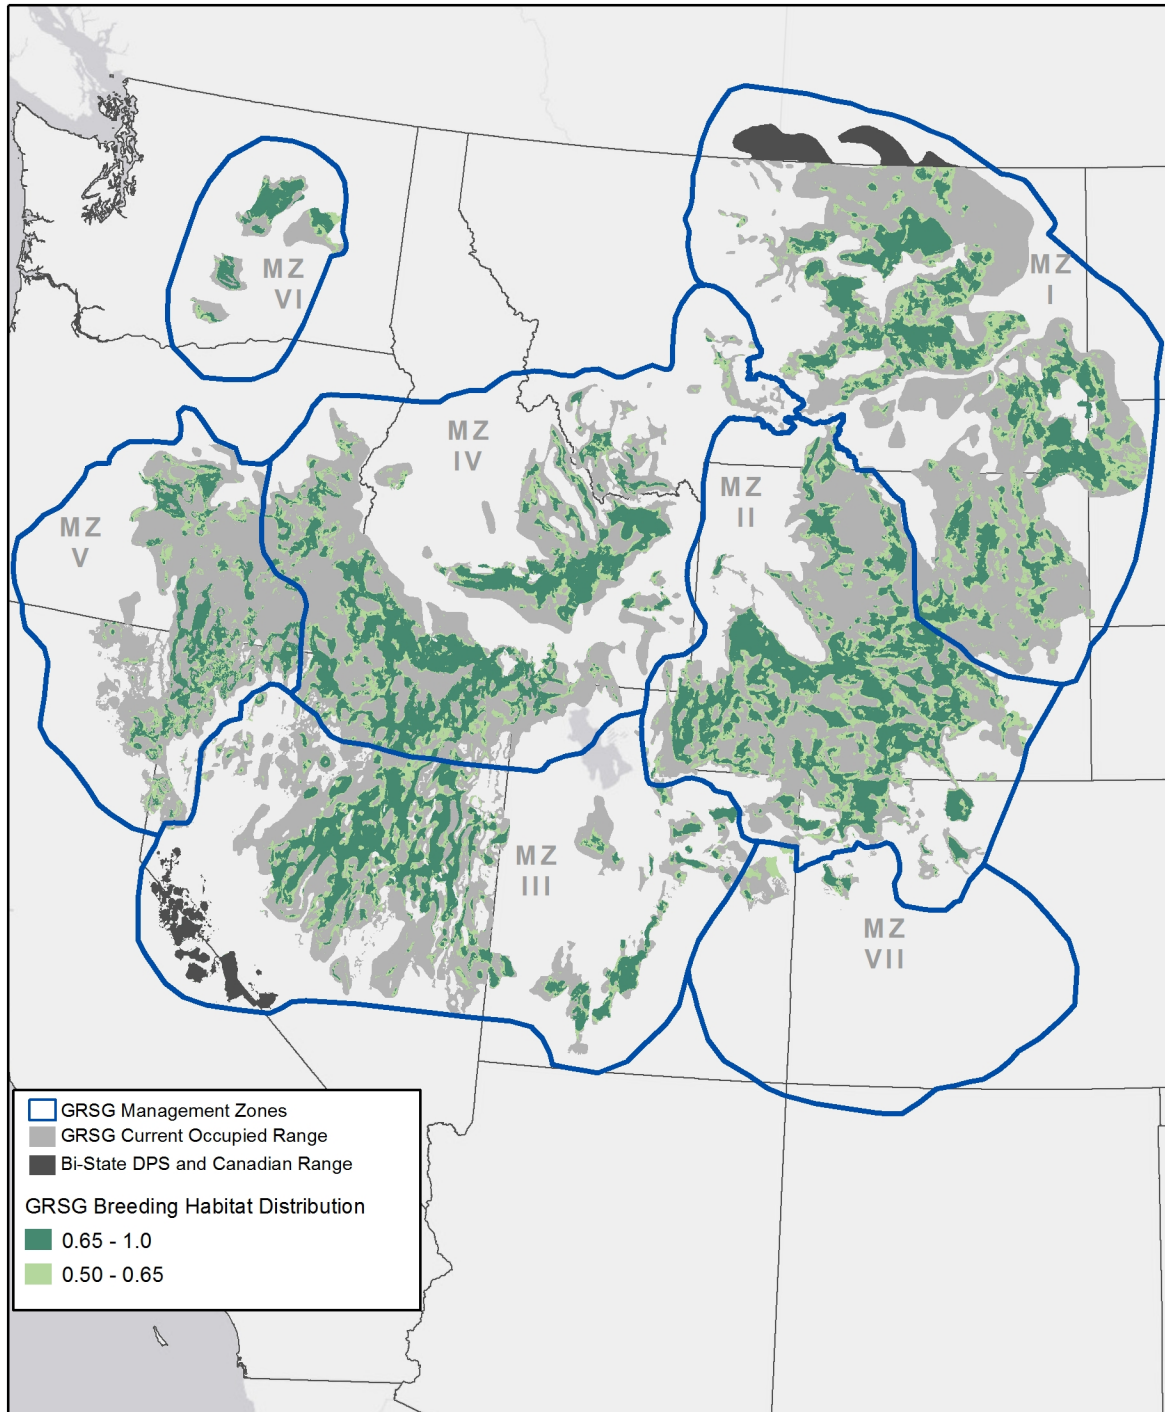 MZ
I
MZ
VI
MZ
IV
MZ
II
MZ
V
MZ
III
MZ
VII
GRSG Management Zones
GRSG Current Occupied Range
Bi-State DPS and Canadian Range
GRSG Breeding Habitat Distribution
0.65 - 1.0
0.50 - 0.65